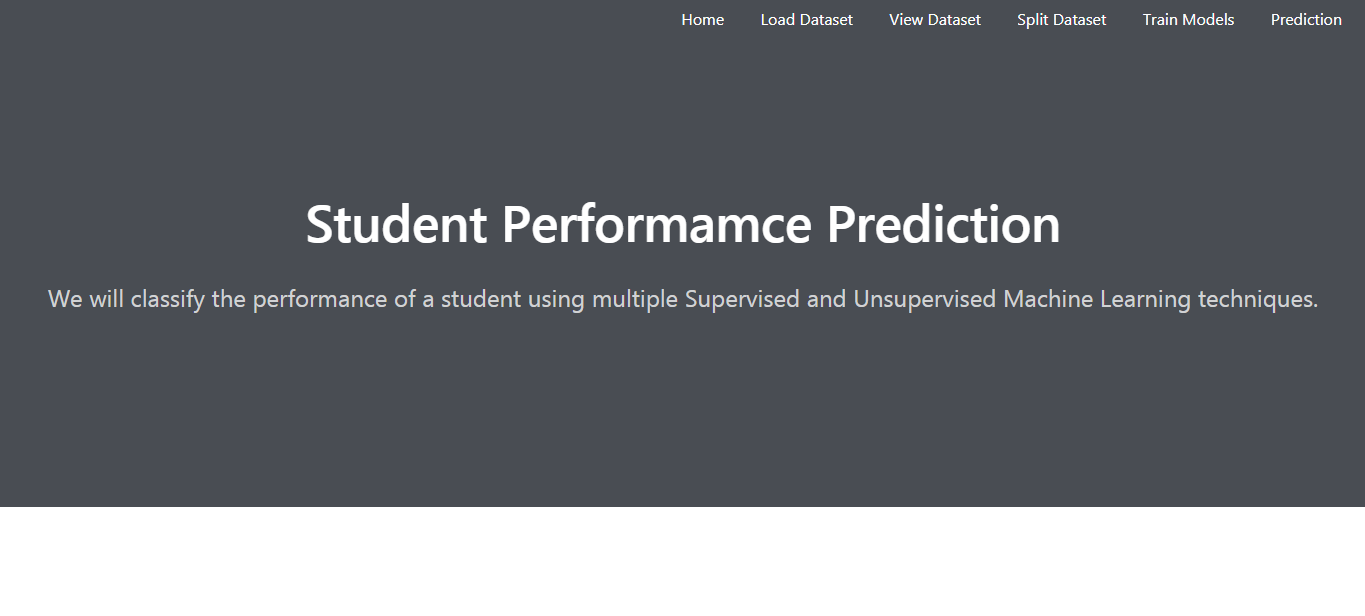 Home Load Dataset View Dataset Split Dataset Train Models Prediction
Student Performamce Prediction
We will classify the performance of a student using multiple Supervised and Unsupervised Machine Learning techniques.